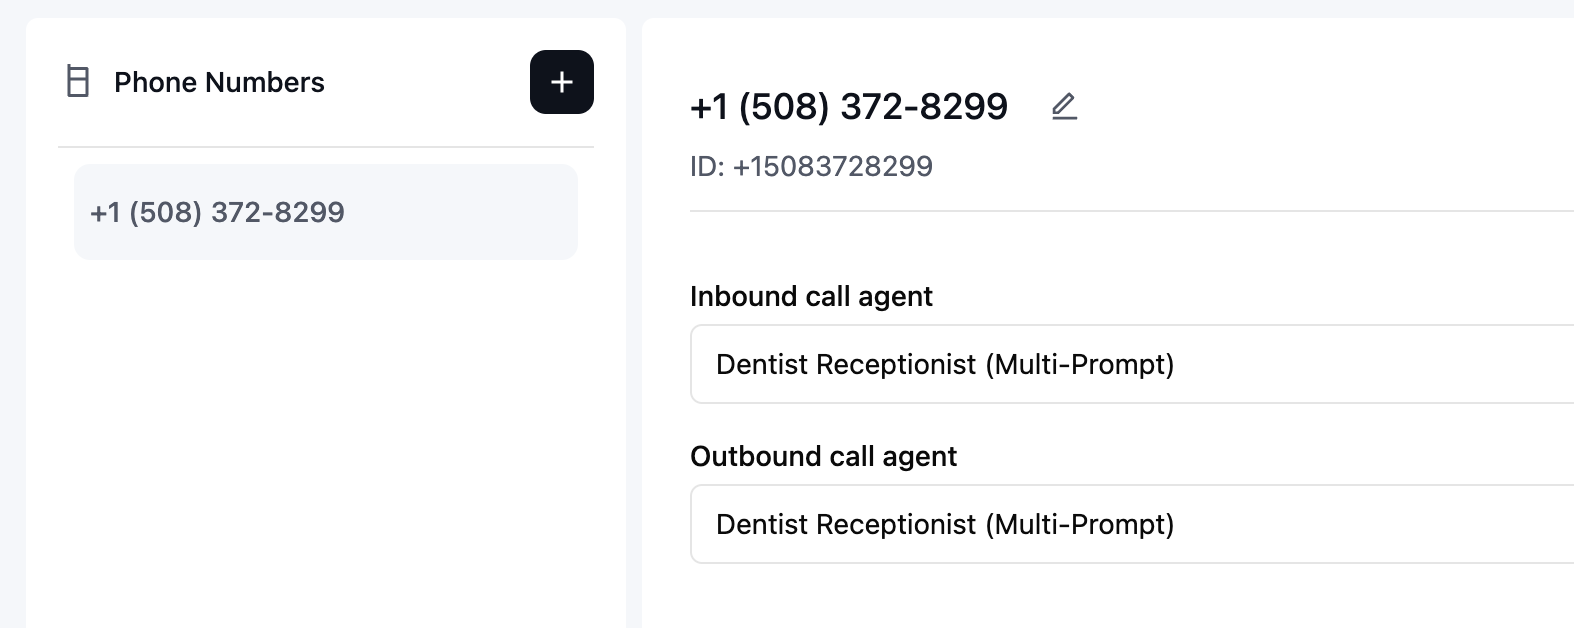 Phone Numbers
+1 (508) 372-8299
+1 (508) 372-8299
ID: +15083728299
Inbound call agent
Dentist Receptionist (Multi-Prompt)
Outbound call agent
Dentist Receptionist (Multi-Prompt)